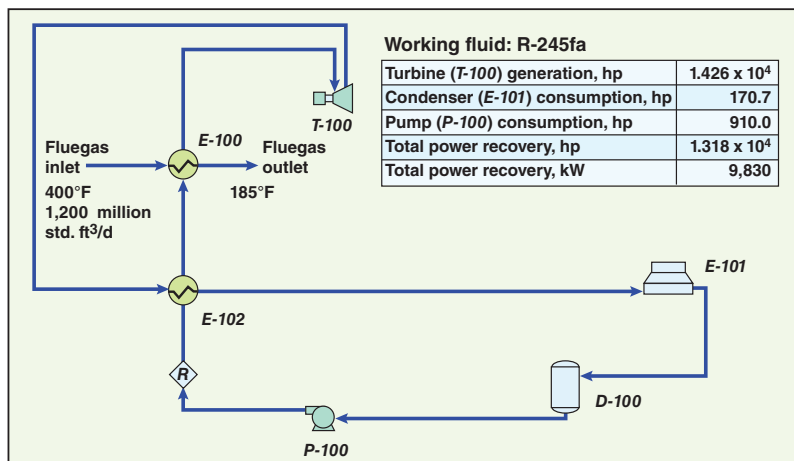 Working fluid: R-245fa
Turbine (T-100) generation, hp 1.426 x 10⁴
Condenser (E-101) consumption, hp 170.7
Pump (P-100) consumption, hp 910.0
Total power recovery, hp 1.318 x 10⁴
Total power recovery, kW 9,830
T-100
E-100
Fluegas
inlet
400°F
1,200 million
std. ft³/d
Fluegas
outlet
185°F
E-101
E-102
R
D-100
P-100